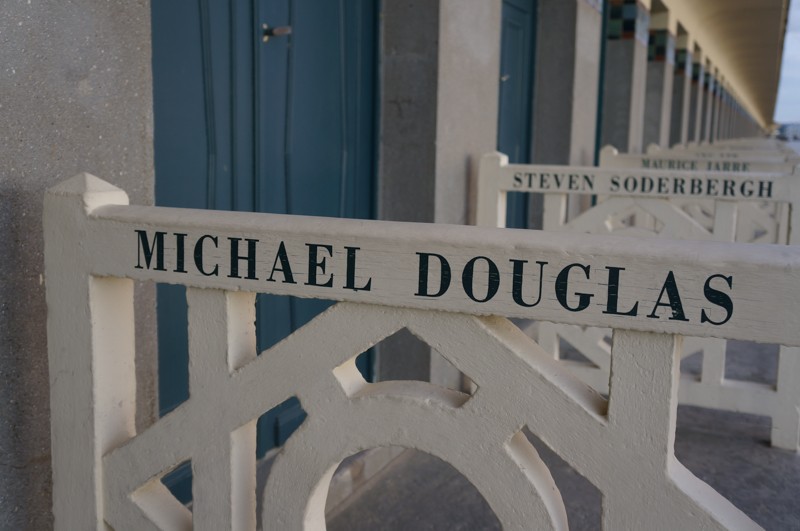 MICHAEL DOUGLAS
STEVEN SODERBERGH
MAURICE JARRE